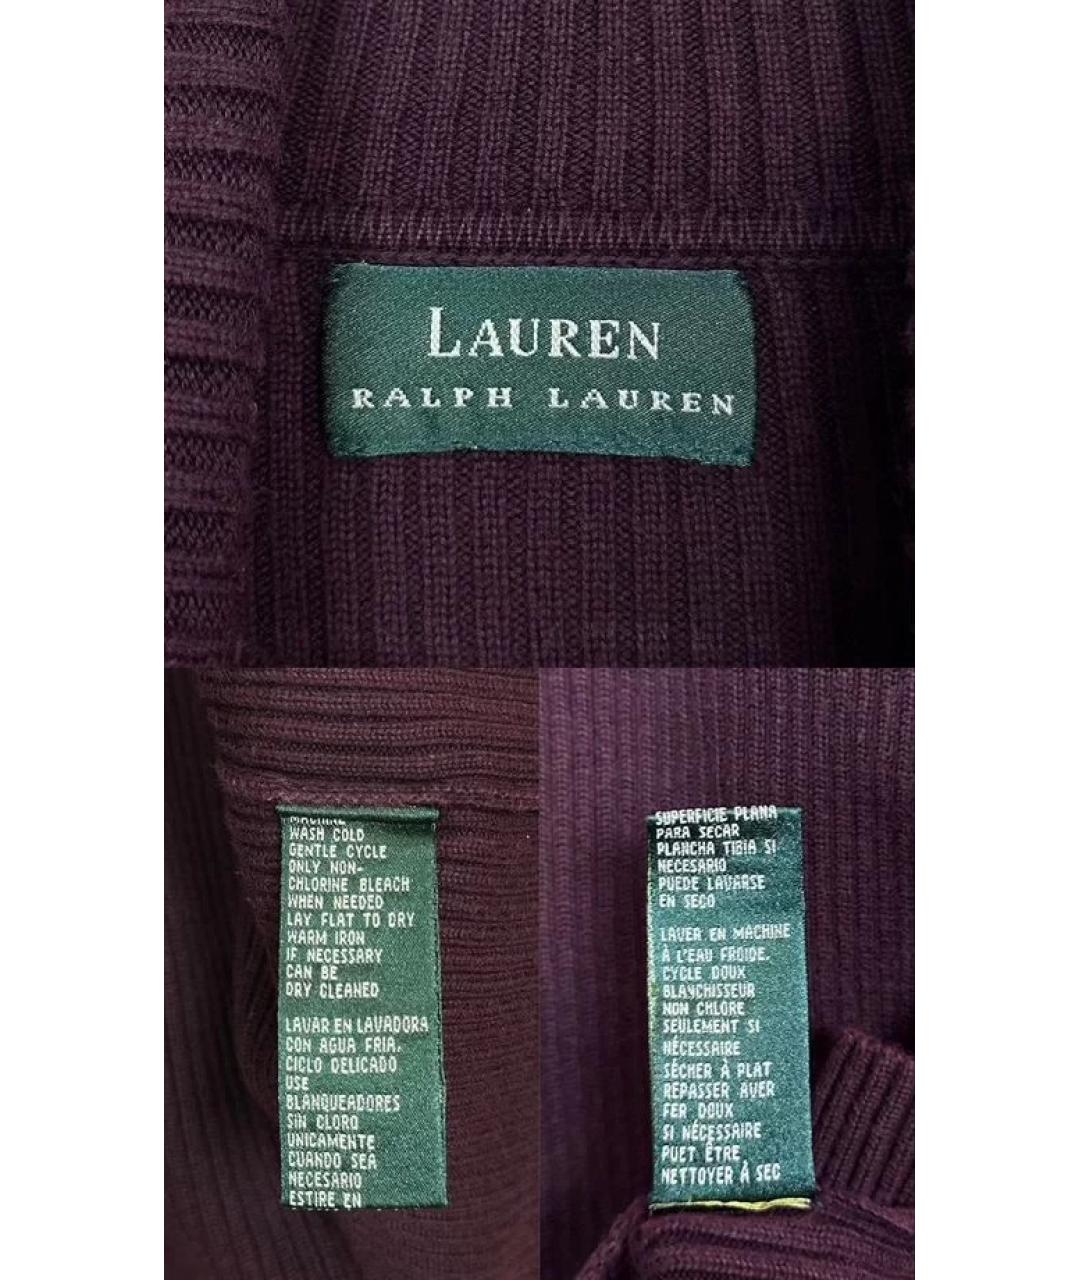 LAUREN
RALPH LAUREN
MACHINE
WASH COLD
GENTLE CYCLE
ONLY NON-
CHLORINE BLEACH
WHEN NEEDED
LAY FLAT TO DRY
WARM IRON
IF NECESSARY
CAN BE
DRY CLEANED
LAVAR EN LAVADORA
CON AGUA FRIA.
CICLO DELICADO
USE
BLANQUEADORES
SIN CLORO
UNICAMENTE
CUANDO SEA
NECESARIO
ESTIRE EN
SUPERFICIE PLANA
PARA SECAR
PLANCHA TIBIA SI
NECESARIO
PUEDE LAVARSE
EN SECO
LAVER EN MACHINE
À L'EAU FROIDE.
CYCLE DOUX
BLANCHISSEUR
NON CHLORE
SEULEMENT SI
NÉCESSAIRE
SÉCHER À PLAT
REPASSER AVER
FER DOUX
SI NÉCESSAIRE
PUET ÊTRE
NETTOYER À SEC